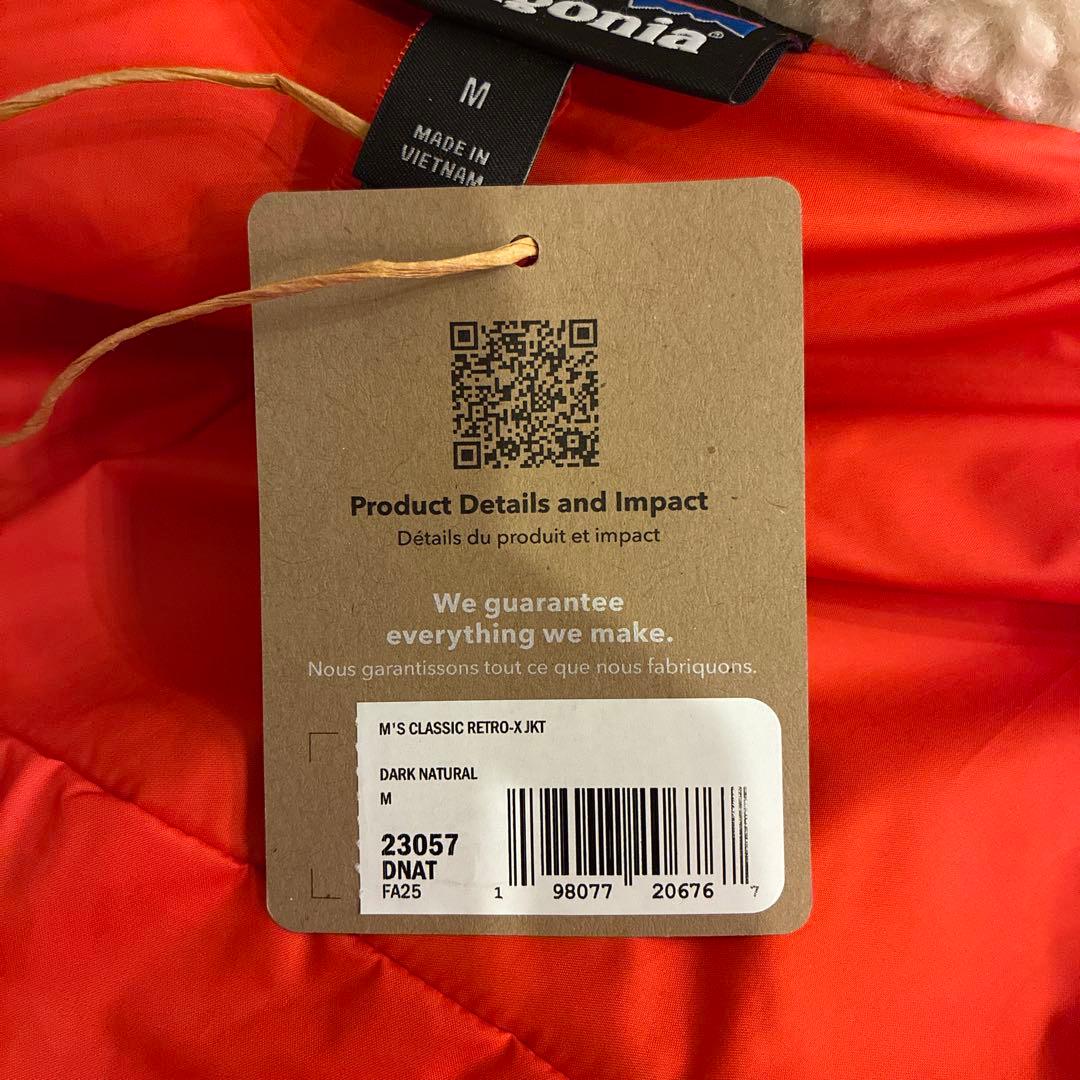 gonia®
M
MADE IN
VIETNAM
Product Details and Impact
Détails du produit et impact
We guarantee
everything we make.
Nous garantissons tout ce que nous fabriquons.
M'S CLASSIC RETRO-X JKT
DARK NATURAL
M
23057
DNAT
FA25
1 98077 20676 7